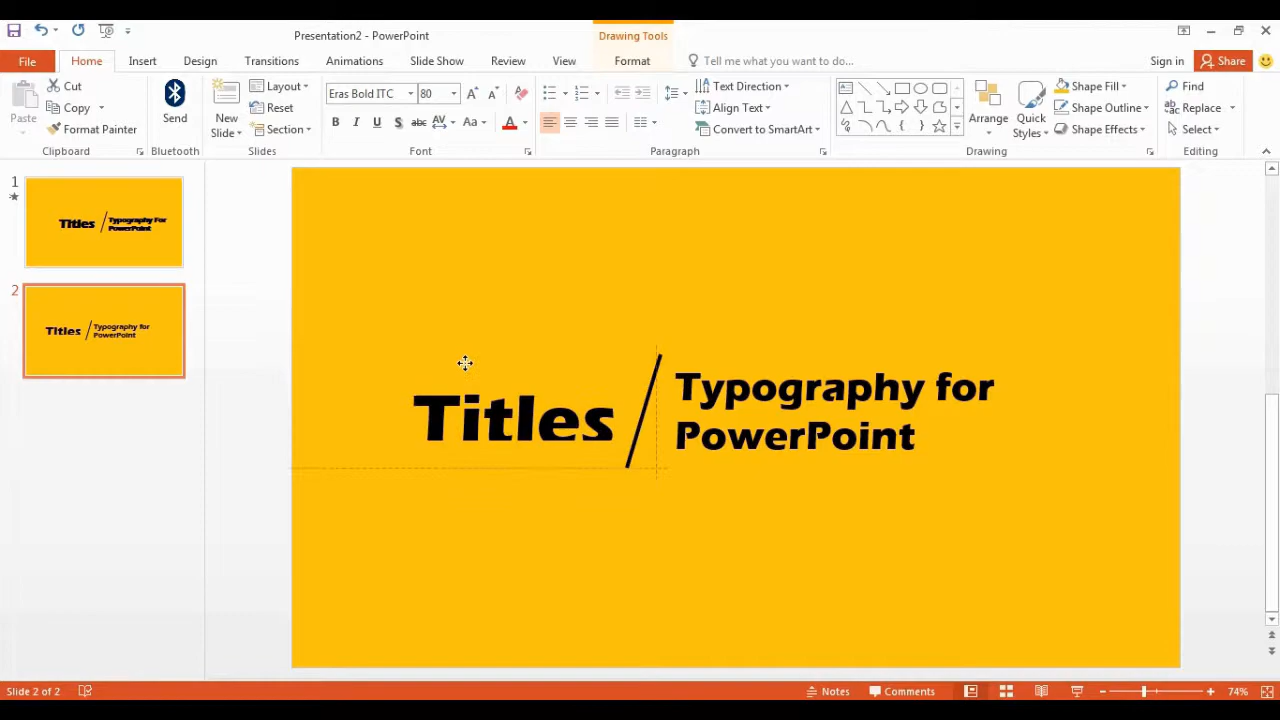 Presentation2 - PowerPoint
Drawing Tools
File Home Insert Design Transitions Animations Slide Show Review View Format Tell me what you want to do... Sign in Share
Paste
Cut
Copy
Format Painter
Clipboard
Send
Bluetooth
New Slide
Layout
Reset
Section
Slides
Eras Bold ITC 80
B I U S abc AV Aa A
Font
Text Direction
Align Text
Convert to SmartArt
Paragraph
Arrange
Quick Styles
Shape Fill
Shape Outline
Shape Effects
Drawing
Find
Replace
Select
Editing
1
Titles
Typography For
PowerPoint
2
Titles
Typography for
PowerPoint
Titles
Typography for
PowerPoint
Slide 2 of 2
Notes
Comments
74%